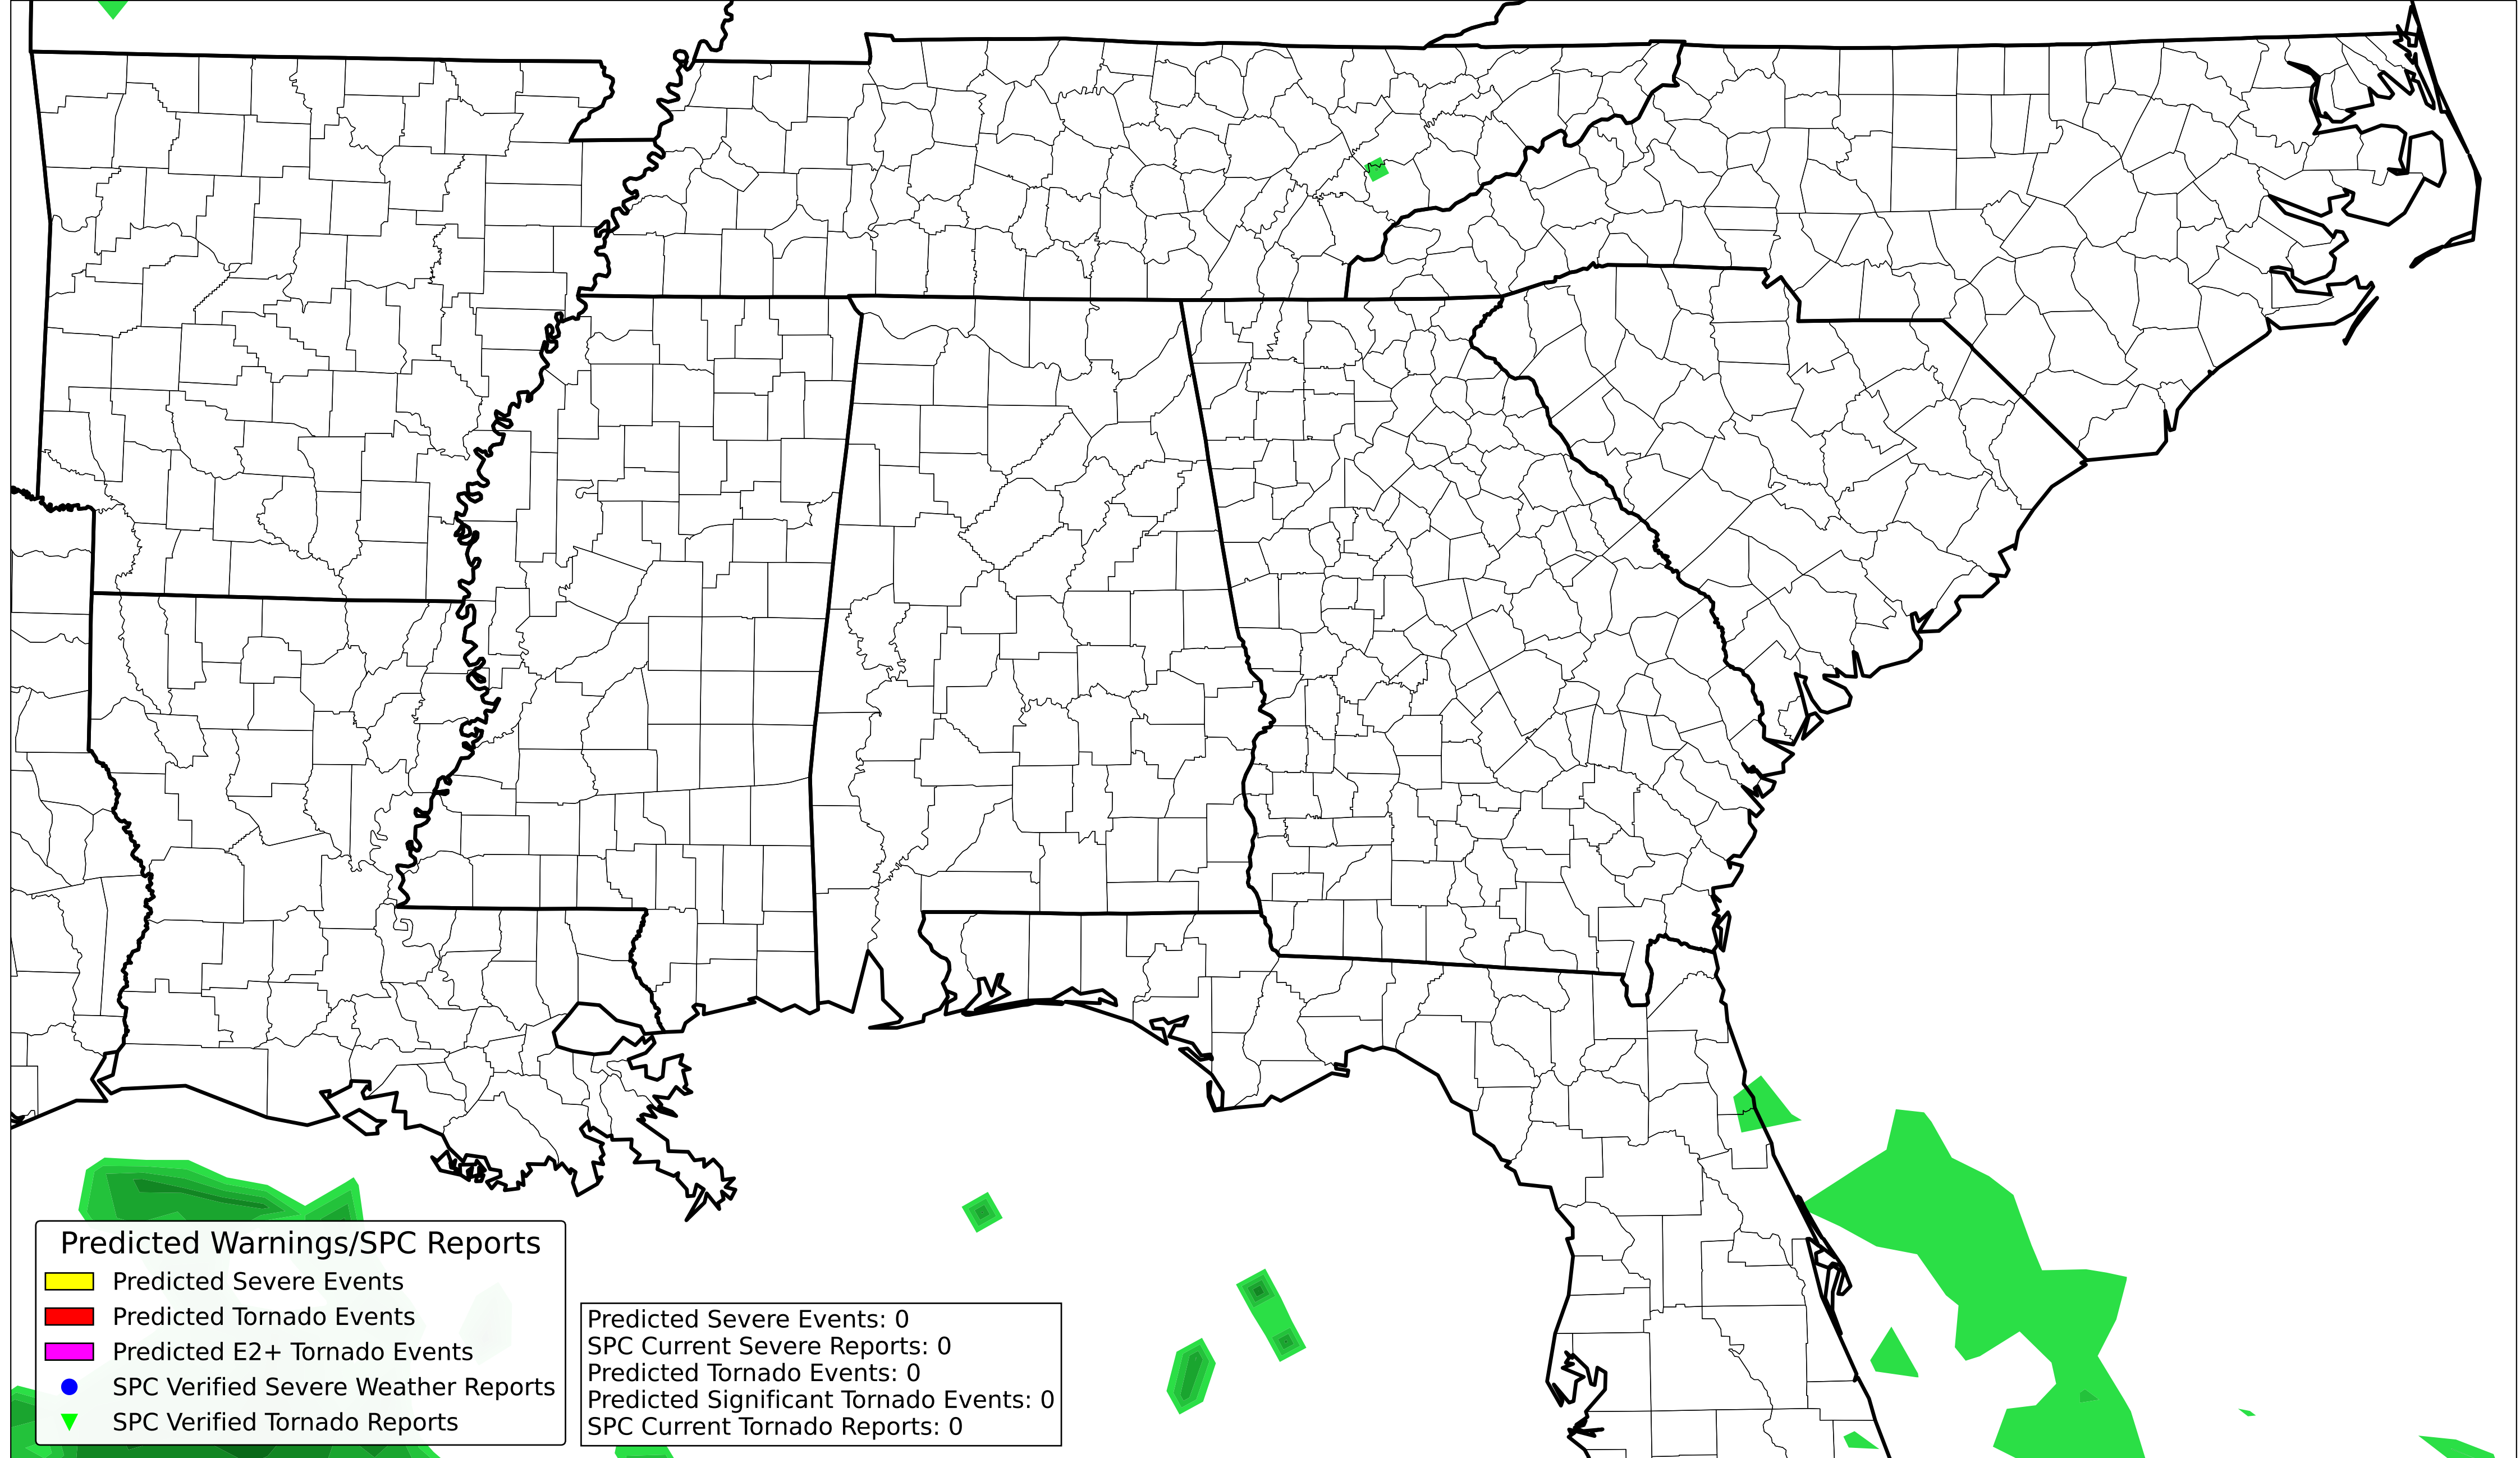 Predicted Warnings/SPC Reports
Predicted Severe Events
Predicted Tornado Events
Predicted E2+ Tornado Events
SPC Verified Severe Weather Reports
SPC Verified Tornado Reports
Predicted Severe Events: 0
SPC Current Severe Reports: 0
Predicted Tornado Events: 0
Predicted Significant Tornado Events: 0
SPC Current Tornado Reports: 0